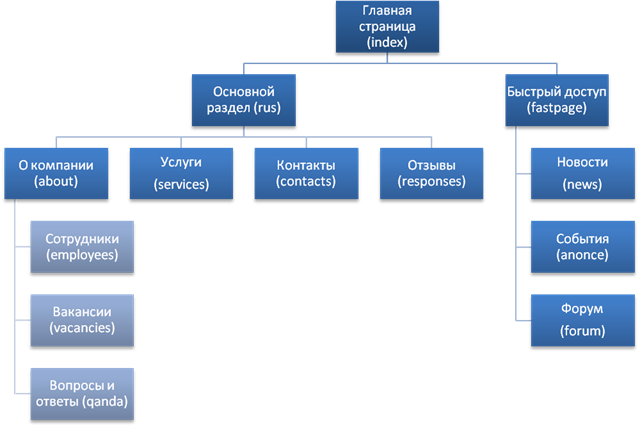 Главная
страница
(index)
Основной
раздел (rus)
Быстрый доступ
(fastpage)
О компании
(about)
Услуги
(services)
Контакты
(contacts)
Отзывы
(responses)
Новости
(news)
Сотрудники
(employees)
События
(anonce)
Вакансии
(vacancies)
Форум
(forum)
Вопросы и
ответы (qanda)